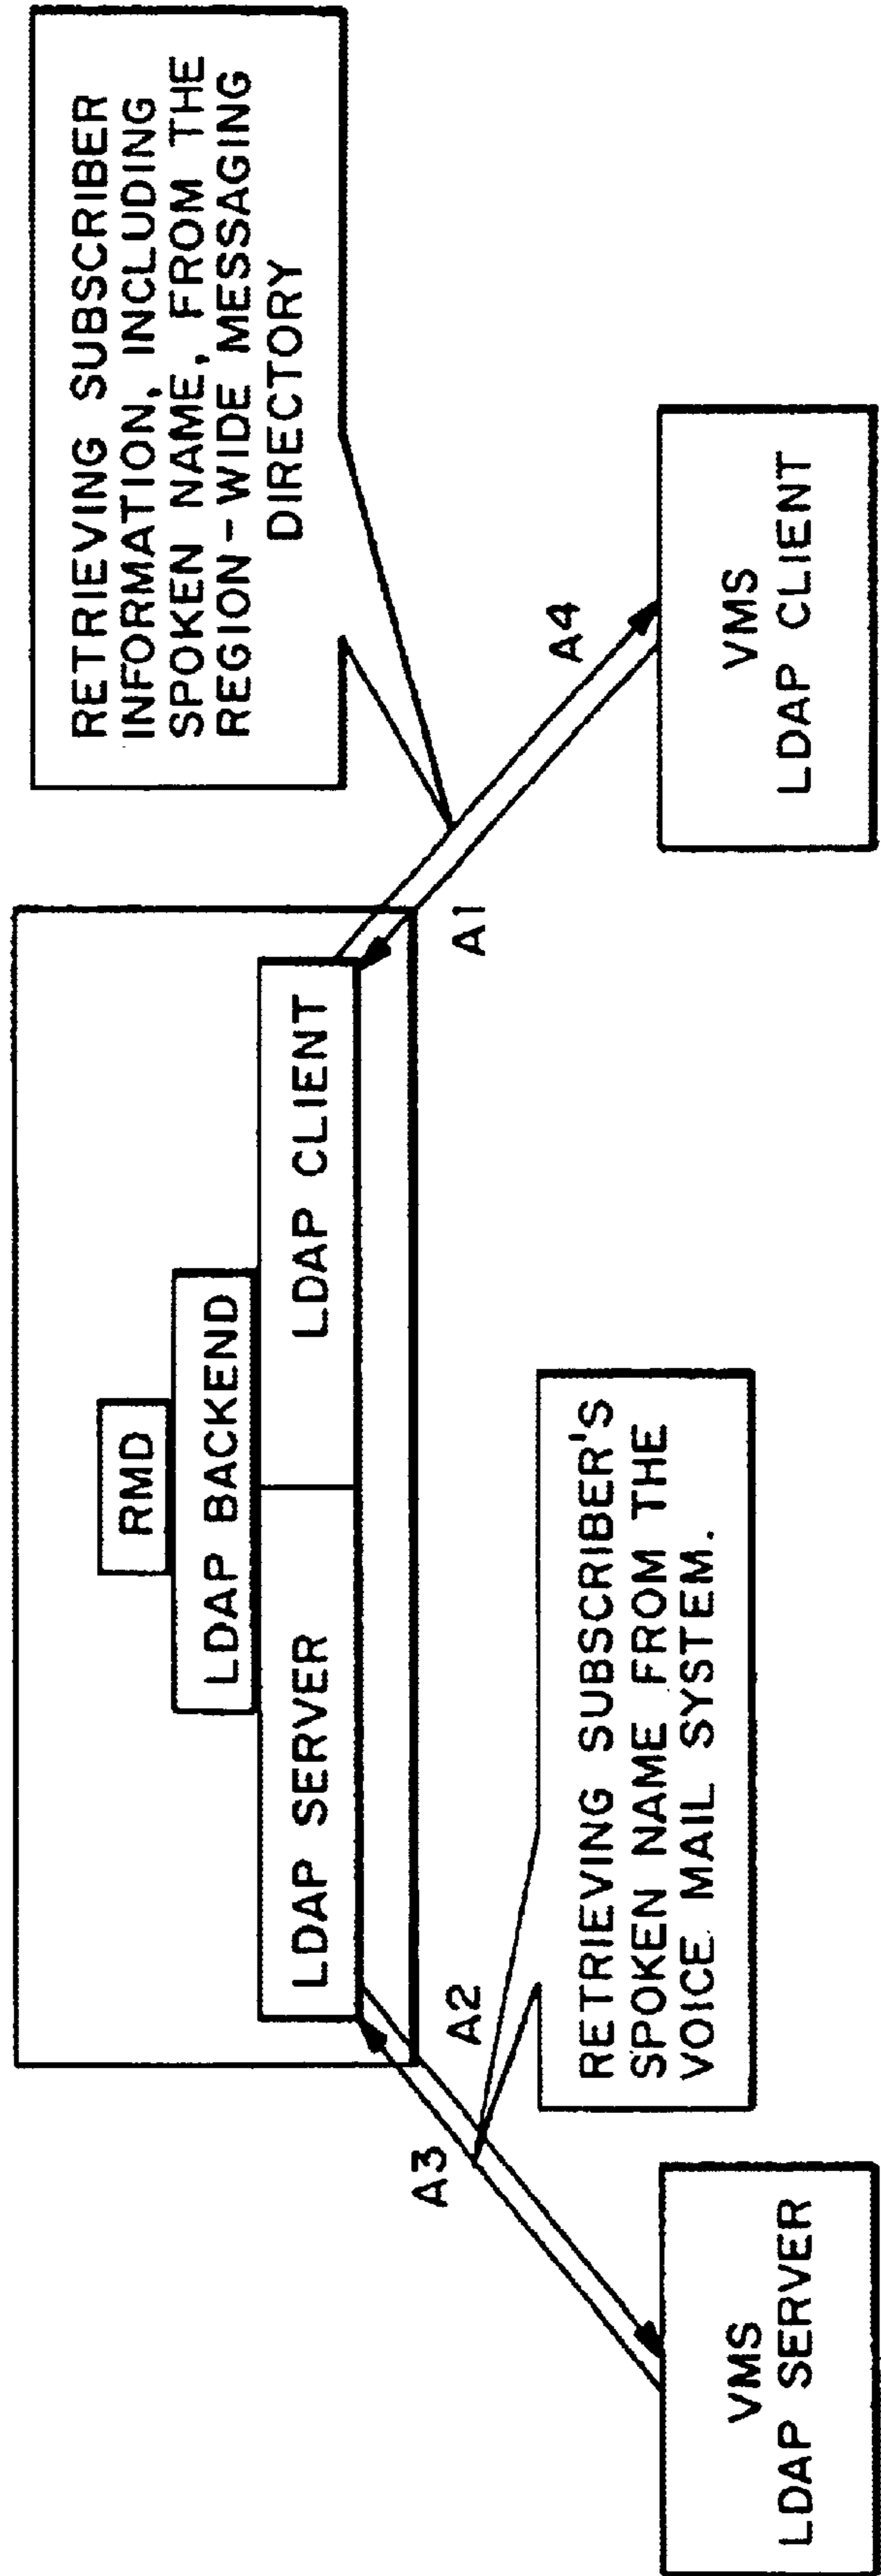 RETRIEVING SUBSCRIBER
INFORMATION, INCLUDING
SPOKEN NAME, FROM THE
REGION-WIDE MESSAGING
DIRECTORY
RMD
LDAP BACKEND
LDAP SERVER
LDAP CLIENT
A3
A2
A1
A4
RETRIEVING SUBSCRIBER'S
SPOKEN NAME FROM THE
VOICE MAIL SYSTEM.
VMS
LDAP SERVER
VMS
LDAP CLIENT